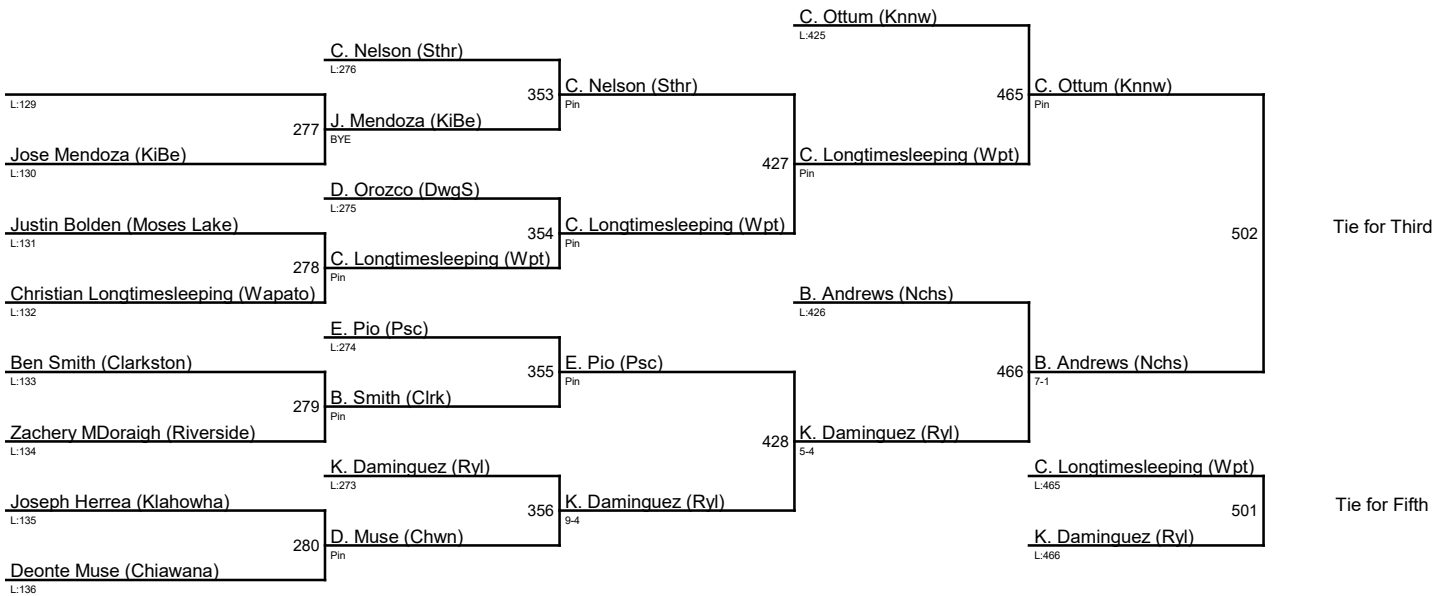 C. Ottum (Knnw)
L:425
C. Nelson (Sthr)
L:276
353
C. Nelson (Sthr)
Pin
465
C. Ottum (Knnw)
Pin
L:129
277
J. Mendoza (KiBe)
BYE
Jose Mendoza (KiBe)
L:130
427
C. Longtimesleeping (Wpt)
Pin
D. Orozco (DwgS)
L:275
Justin Bolden (Moses Lake)
L:131
354
C. Longtimesleeping (Wpt)
Pin
502
Tie for Third
278
C. Longtimesleeping (Wpt)
Pin
Christian Longtimesleeping (Wapato)
L:132
B. Andrews (Nchs)
L:426
E. Pio (Psc)
L:274
Ben Smith (Clarkston)
L:133
355
E. Pio (Psc)
Pin
466
B. Andrews (Nchs)
7-1
279
B. Smith (Clrk)
Pin
Zachery MDoraigh (Riverside)
L:134
428
K. Daminguez (Ryl)
5-4
K. Daminguez (Ryl)
L:273
C. Longtimesleeping (Wpt)
L:465
Joseph Herrea (Klahowha)
L:135
356
K. Daminguez (Ryl)
9-4
501
Tie for Fifth
280
D. Muse (Chwn)
Pin
K. Daminguez (Ryl)
L:466
Deonte Muse (Chiawana)
L:136